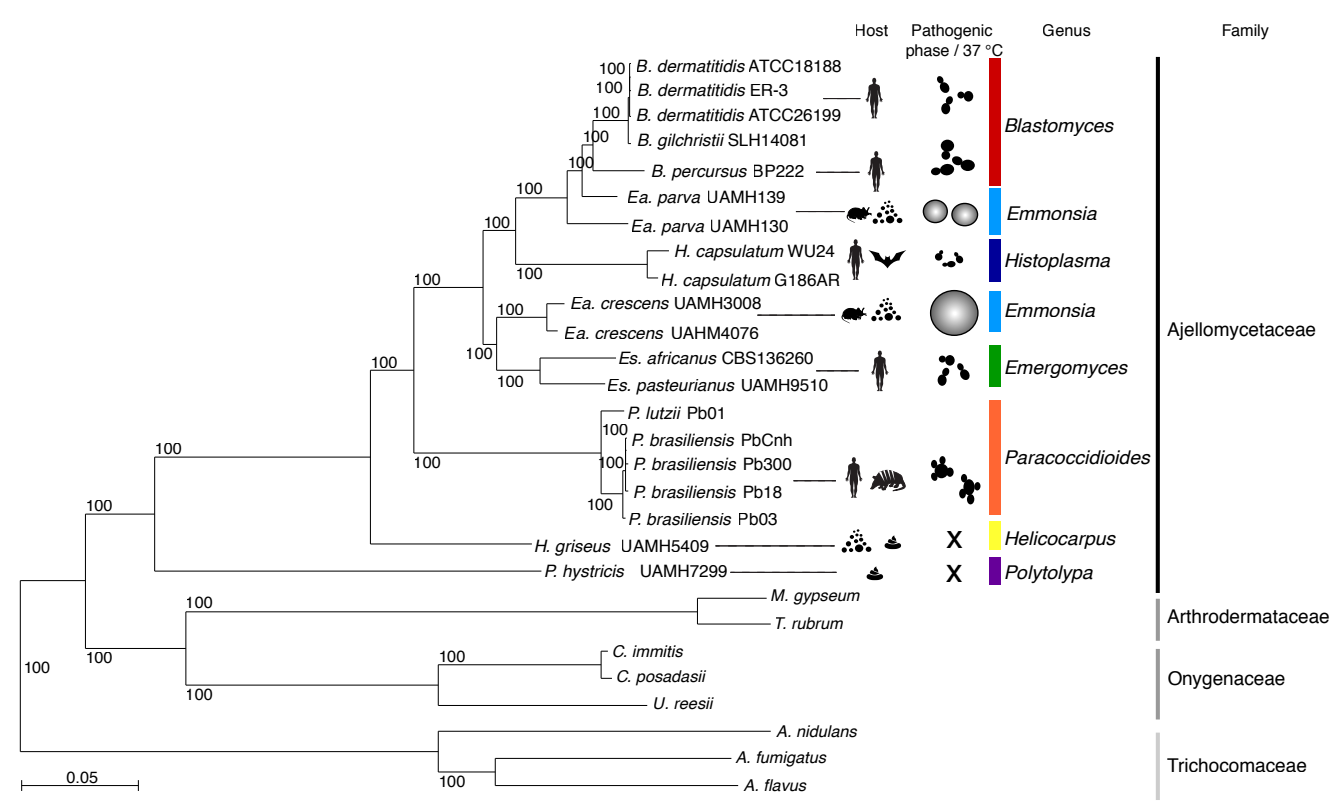 Host Pathogenic phase / 37 °C Genus Family
100 B. dermatitidis ATCC18188
100 B. dermatitidis ER-3
100 B. dermatitidis ATCC26199
Blastomyces
100 B. gilchristii SLH14081
100 B. percursus BP222
100 Ea. parva UAMH139
Emmonsia
100 Ea. parva UAMH130
H. capsulatum WU24
Histoplasma
100 H. capsulatum G186AR
100
100 Ea. crescens UAMH3008
Emmonsia
Ea. crescens UAHM4076
Ajellomycetaceae
100 Es. africanus CBS136260
100
Emergomyces
100 Es. pasteurianus UAMH9510
P. lutzii Pb01
100 P. brasiliensis PbCnh
100
100 P. brasiliensis Pb300
Paracoccidioides
100 P. brasiliensis Pb18
P. brasiliensis Pb03
100
H. griseus UAMH5409 X Helicocarpus
P. hystricis UAMH7299 X Polytolypa
100 M. gypseum
Arthrodermataceae
T. rubrum
100
100 C. immitis
100 C. posadasii
Onygenaceae
100 U. reesii
A. nidulans
A. fumigatus
Trichocomaceae
0.05 100 A. flavus